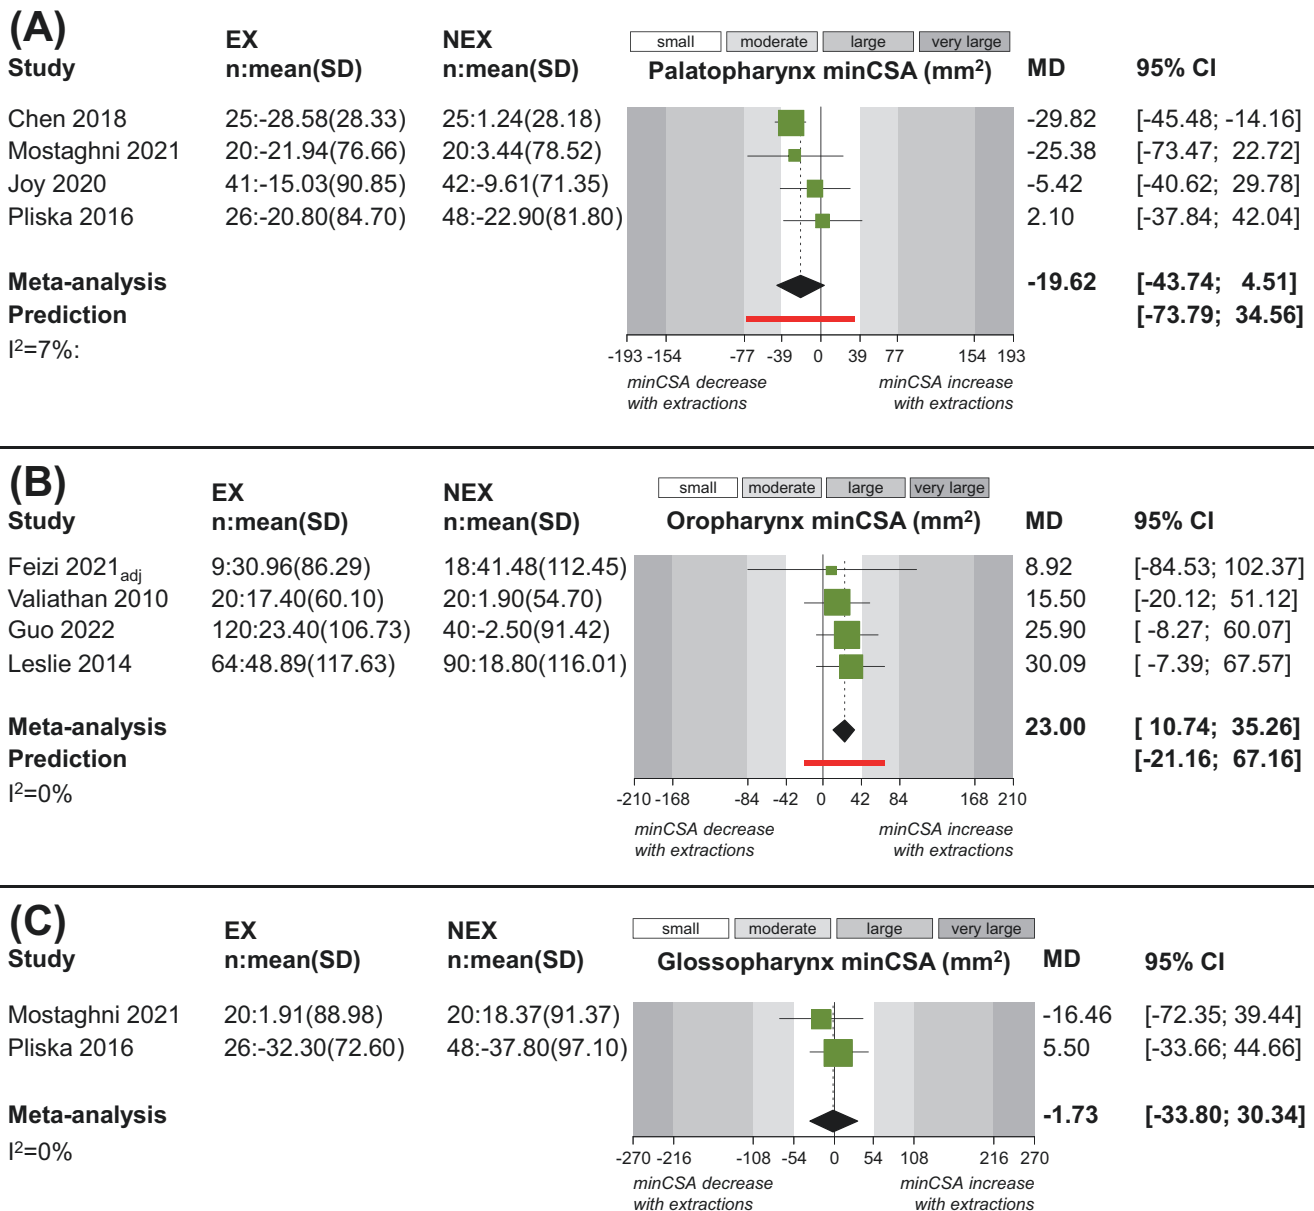 (A)
EX NEX small moderate large very large
Study n:mean(SD) n:mean(SD) Palatopharynx minCSA (mm²) MD 95% CI
Chen 2018 25:-28.58(28.33) 25:1.24(28.18) -29.82 [-45.48; -14.16]
Mostaghni 2021 20:-21.94(76.66) 20:3.44(78.52) -25.38 [-73.47; 22.72]
Joy 2020 41:-15.03(90.85) 42:-9.61(71.35) -5.42 [-40.62; 29.78]
Pliska 2016 26:-20.80(84.70) 48:-22.90(81.80) 2.10 [-37.84; 42.04]
Meta-analysis -19.62 [-43.74; 4.51]
Prediction [-73.79; 34.56]
I²=7%:
-193 -154 -77 -39 0 39 77 154 193
minCSA decrease minCSA increase
with extractions with extractions
(B)
EX NEX small moderate large very large
Study n:mean(SD) n:mean(SD) Oropharynx minCSA (mm²) MD 95% CI
Feizi 2021adj 9:30.96(86.29) 18:41.48(112.45) 8.92 [-84.53; 102.37]
Valiathan 2010 20:17.40(60.10) 20:1.90(54.70) 15.50 [-20.12; 51.12]
Guo 2022 120:23.40(106.73) 40:-2.50(91.42) 25.90 [ -8.27; 60.07]
Leslie 2014 64:48.89(117.63) 90:18.80(116.01) 30.09 [ -7.39; 67.57]
Meta-analysis 23.00 [ 10.74; 35.26]
Prediction [-21.16; 67.16]
I²=0%
-210 -168 -84 -42 0 42 84 168 210
minCSA decrease minCSA increase
with extractions with extractions
(C)
EX NEX small moderate large very large
Study n:mean(SD) n:mean(SD) Glossopharynx minCSA (mm²) MD 95% CI
Mostaghni 2021 20:1.91(88.98) 20:18.37(91.37) -16.46 [-72.35; 39.44]
Pliska 2016 26:-32.30(72.60) 48:-37.80(97.10) 5.50 [-33.66; 44.66]
Meta-analysis -1.73 [-33.80; 30.34]
I²=0%
-270 -216 -108 -54 0 54 108 216 270
minCSA decrease minCSA increase
with extractions with extractions